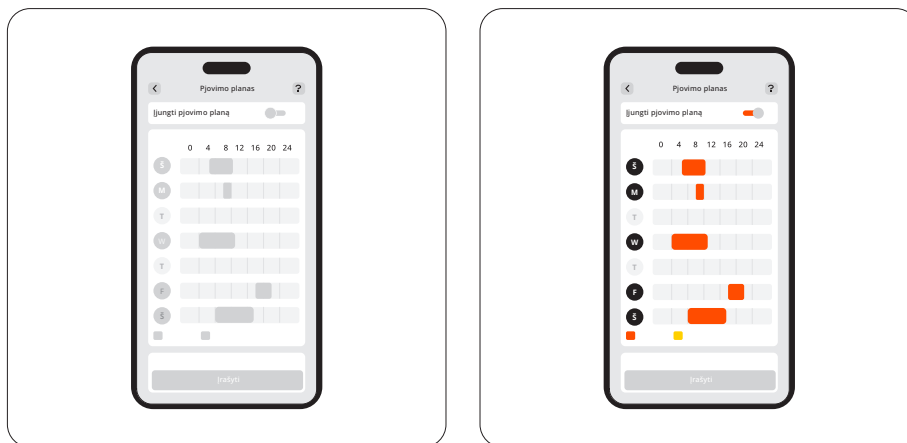 Pjovimo planas ?
Įjungti pjovimo planą
0 4 8 12 16 20 24
Š
M
T
W
T
F
Š
Įrašyti
Pjovimo planas ?
Įjungti pjovimo planą
0 4 8 12 16 20 24
Š
M
T
W
T
F
Š
Įrašyti